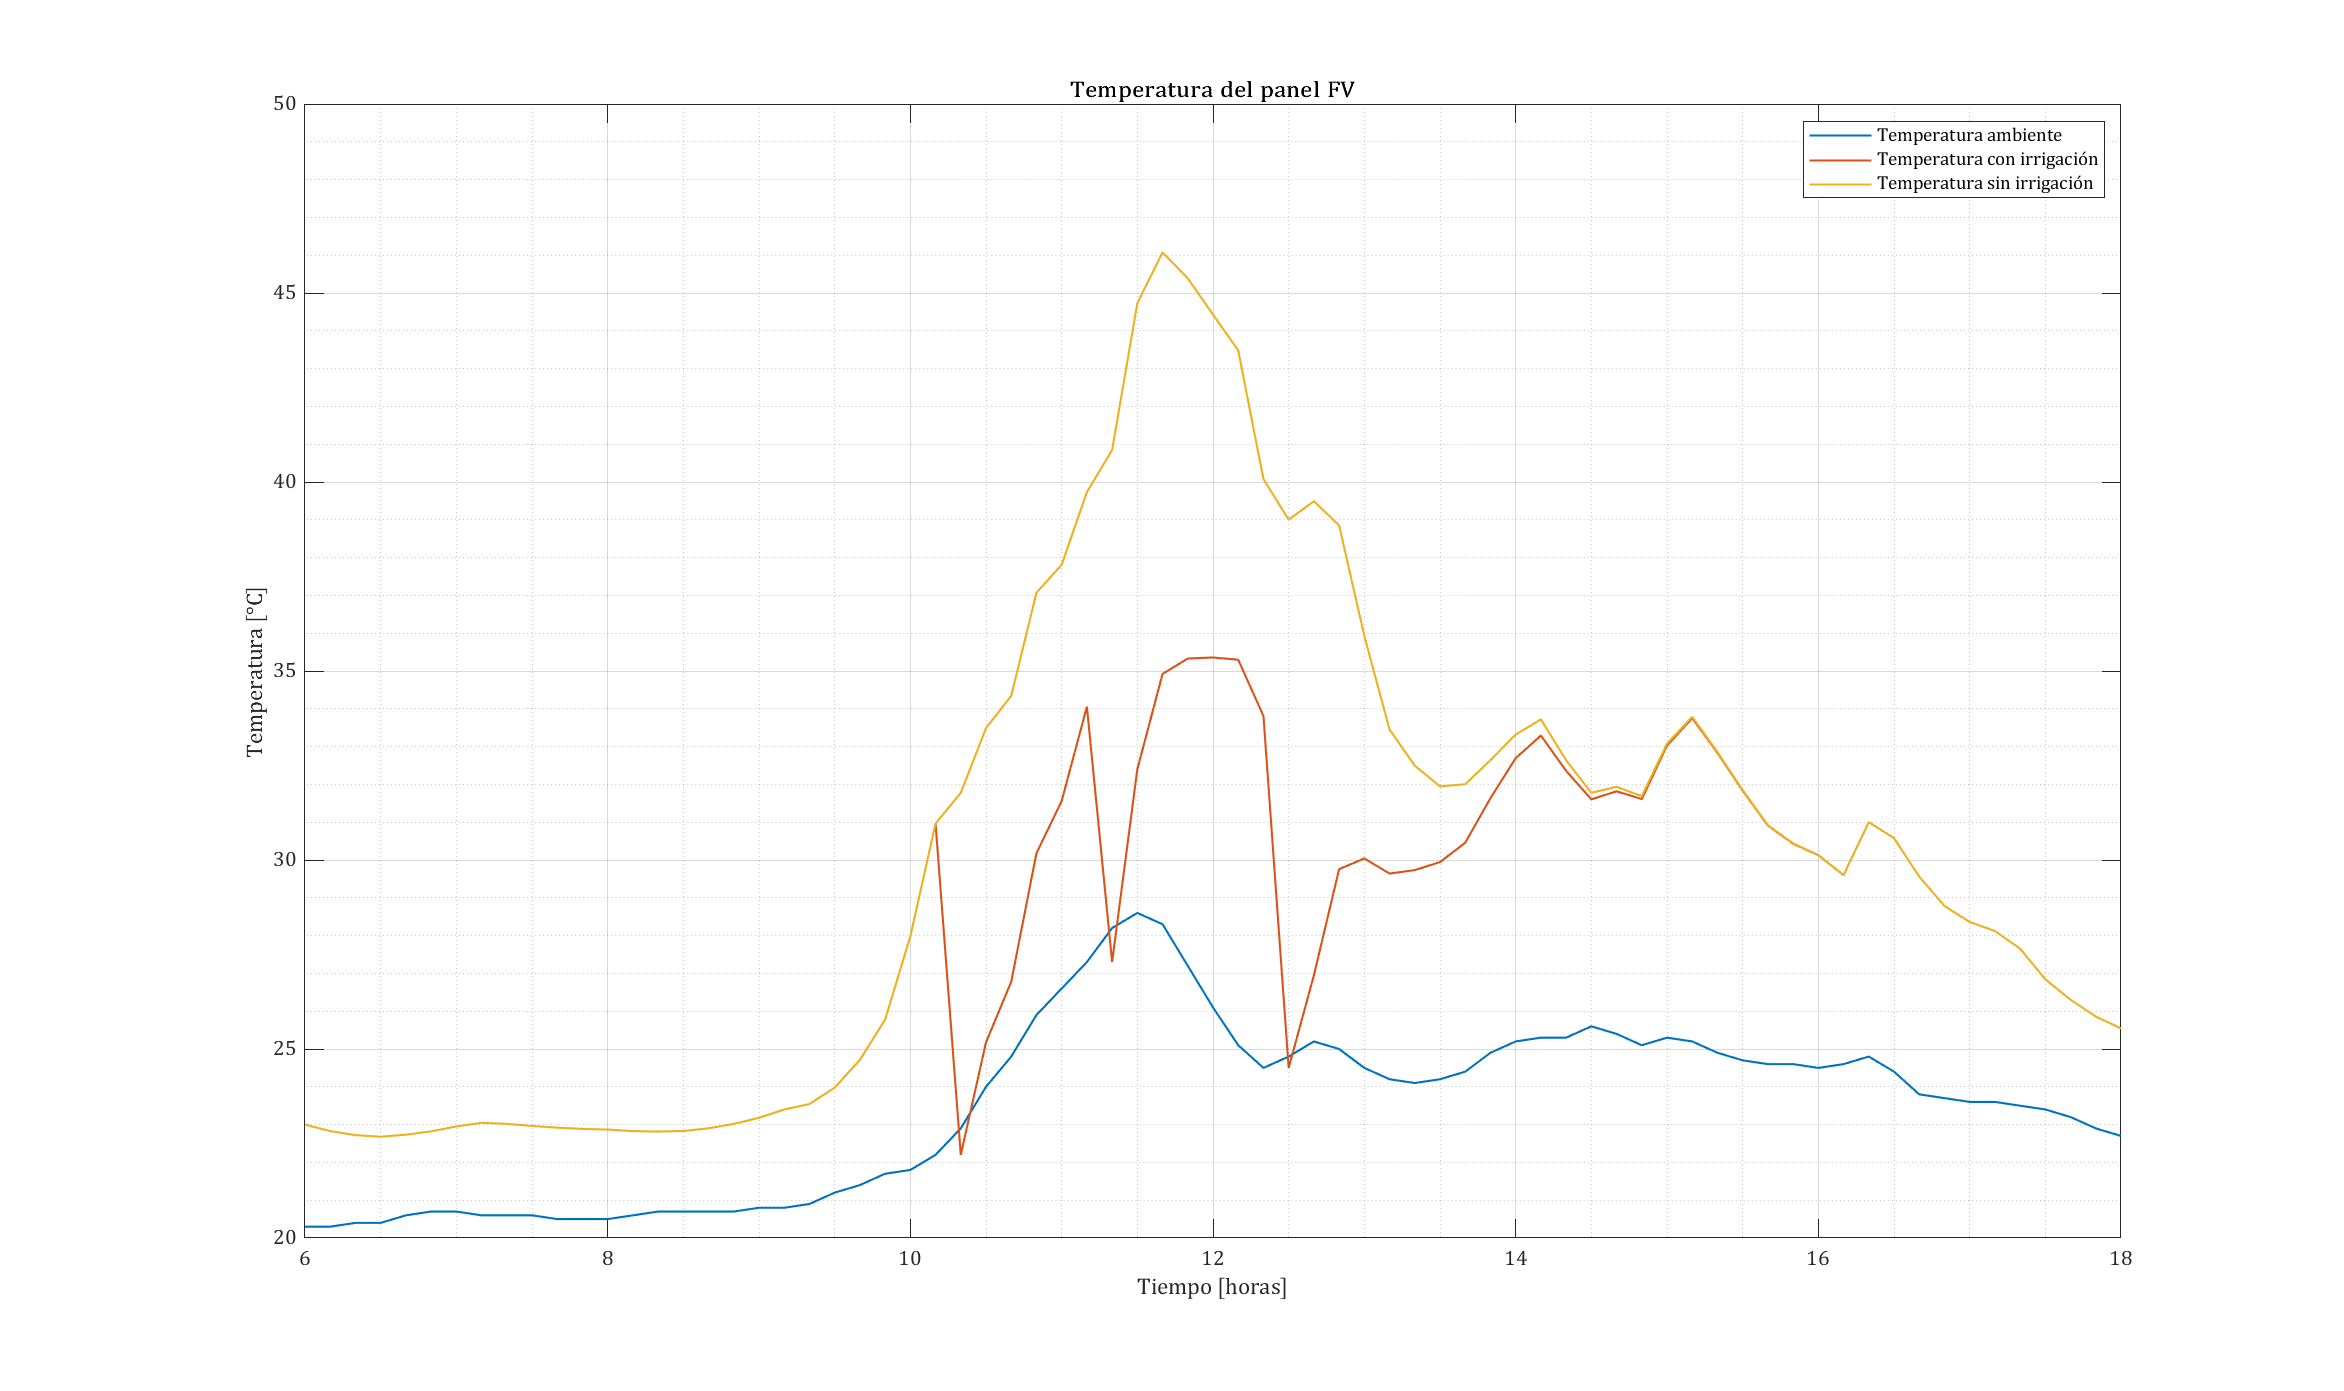 Temperatura del panel FV
50
45
40
35
30
25
20
Temperatura [°C]
Temperatura ambiente
Temperatura con irrigación
Temperatura sin irrigación
6 8 10 12 14 16 18
Tiempo [horas]